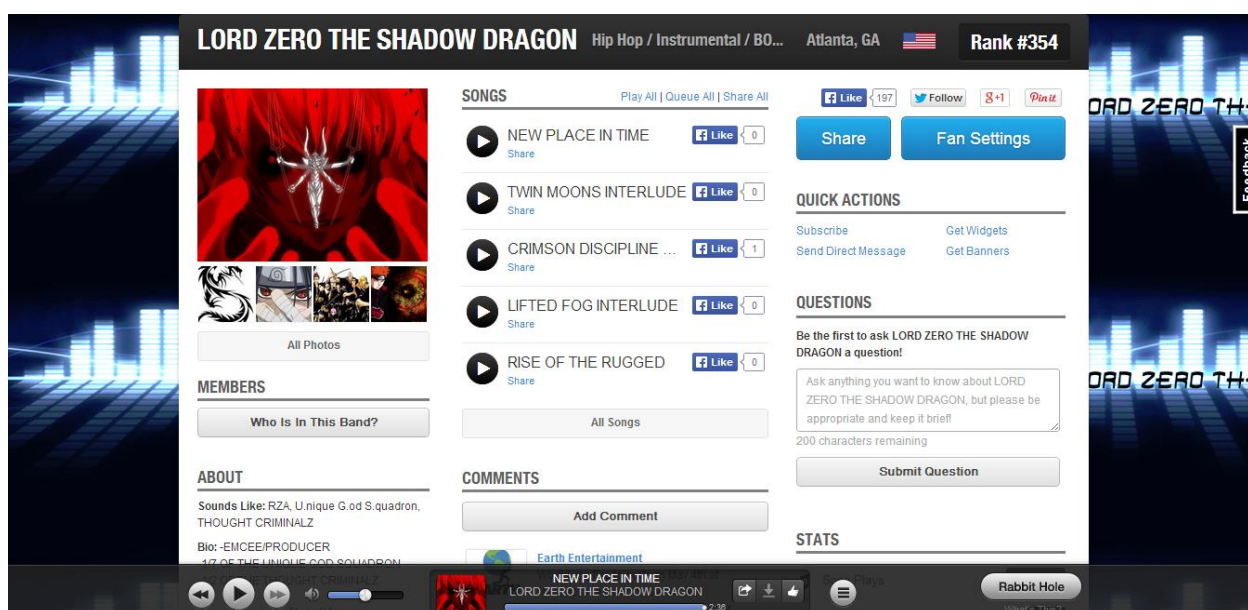 LORD ZERO THE SHADOW DRAGON Hip Hop / Instrumental / BO... Atlanta, GA Rank #354
All Photos
MEMBERS
Who Is In This Band?
ABOUT
Sounds Like: RZA, U.nique G.od S.quadron,
THOUGHT CRIMINALZ
Bio: -EMCEE/PRODUCER
-1/7 OF THE UNIQUE GOD SQUADRON
SONGS Play All | Queue All | Share All
NEW PLACE IN TIME Like 0
Share
TWIN MOONS INTERLUDE Like 0
Share
CRIMSON DISCIPLINE ... Like 1
Share
LIFTED FOG INTERLUDE Like 0
Share
RISE OF THE RUGGED Like 0
Share
All Songs
COMMENTS
Add Comment
Earth Entertainment
Like 197 Follow g+1 Pin it
Share Fan Settings
QUICK ACTIONS
Subscribe Get Widgets
Send Direct Message Get Banners
QUESTIONS
Be the first to ask LORD ZERO THE SHADOW
DRAGON a question!
Ask anything you want to know about LORD
ZERO THE SHADOW DRAGON, but please be
appropriate and keep it brief!
200 characters remaining
Submit Question
STATS
ORD ZERO TH
Feedback
ORD ZERO TH
NEW PLACE IN TIME
LORD ZERO THE SHADOW DRAGON
2:36
Rabbit Hole